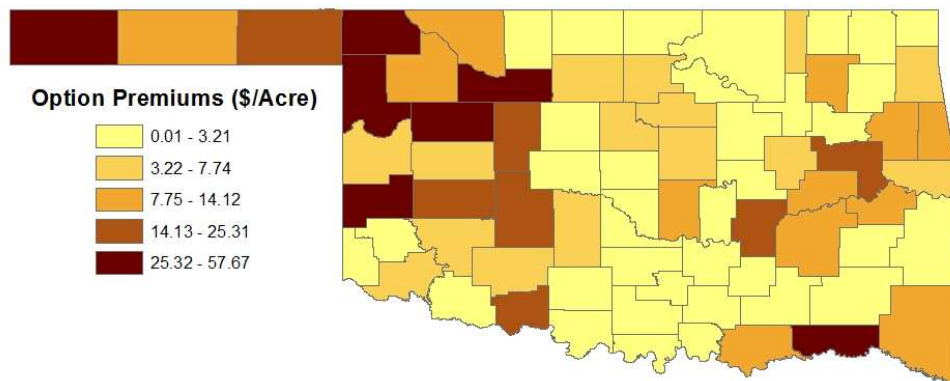 Option Premiums ($/Acre)
0.01 - 3.21
3.22 - 7.74
7.75 - 14.12
14.13 - 25.31
25.32 - 57.67